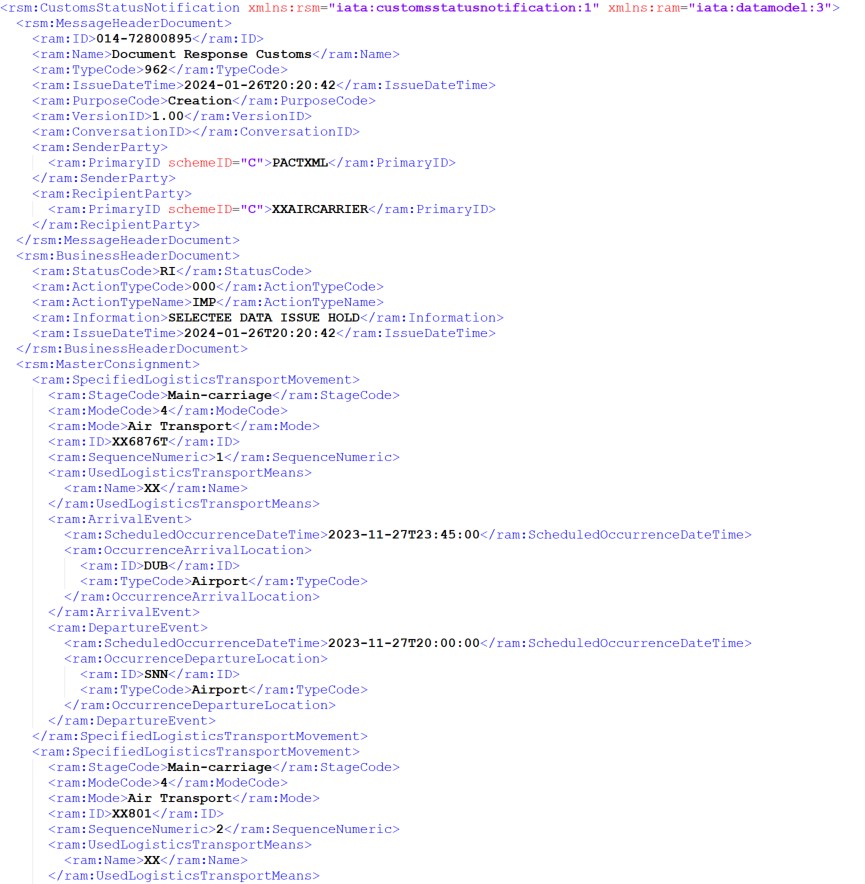 <rsm:CustomsStatusNotification xmlns:rsm="iata:customsstatusnotification:1" xmlns:ram="iata:datamodel:3">
<rsm:MessageHeaderDocument>
<ram:ID>014-72800895</ram:ID>
<ram:Name>Document Response Customs</ram:Name>
<ram:TypeCode>962</ram:TypeCode>
<ram:IssueDateTime>2024-01-26T20:20:42</ram:IssueDateTime>
<ram:PurposeCode>Creation</ram:PurposeCode>
<ram:VersionID>1.00</ram:VersionID>
<ram:ConversationID></ram:ConversationID>
<ram:SenderParty>
<ram:PrimaryID schemeID="C">PACTXML</ram:PrimaryID>
</ram:SenderParty>
<ram:RecipientParty>
<ram:PrimaryID schemeID="C">XXAIRCARRIER</ram:PrimaryID>
</ram:RecipientParty>
</rsm:MessageHeaderDocument>
<rsm:BusinessHeaderDocument>
<ram:StatusCode>RI</ram:StatusCode>
<ram:ActionTypeCode>000</ram:ActionTypeCode>
<ram:ActionTypeName>IMP</ram:ActionTypeName>
<ram:Information>SELECTEE DATA ISSUE HOLD</ram:Information>
<ram:IssueDateTime>2024-01-26T20:20:42</ram:IssueDateTime>
</rsm:BusinessHeaderDocument>
<rsm:MasterConsignment>
<ram:SpecifiedLogisticsTransportMovement>
<ram:StageCode>Main-carriage</ram:StageCode>
<ram:ModeCode>4</ram:ModeCode>
<ram:Mode>Air Transport</ram:Mode>
<ram:ID>XX6876T</ram:ID>
<ram:SequenceNumeric>1</ram:SequenceNumeric>
<ram:UsedLogisticsTransportMeans>
<ram:Name>XX</ram:Name>
</ram:UsedLogisticsTransportMeans>
<ram:ArrivalEvent>
<ram:ScheduledOccurrenceDateTime>2023-11-27T23:45:00</ram:ScheduledOccurrenceDateTime>
<ram:OccurrenceArrivalLocation>
<ram:ID>DUB</ram:ID>
<ram:TypeCode>Airport</ram:TypeCode>
</ram:OccurrenceArrivalLocation>
</ram:ArrivalEvent>
<ram:DepartureEvent>
<ram:ScheduledOccurrenceDateTime>2023-11-27T20:00:00</ram:ScheduledOccurrenceDateTime>
<ram:OccurrenceDepartureLocation>
<ram:ID>SNN</ram:ID>
<ram:TypeCode>Airport</ram:TypeCode>
</ram:OccurrenceDepartureLocation>
</ram:DepartureEvent>
</ram:SpecifiedLogisticsTransportMovement>
<ram:SpecifiedLogisticsTransportMovement>
<ram:StageCode>Main-carriage</ram:StageCode>
<ram:ModeCode>4</ram:ModeCode>
<ram:Mode>Air Transport</ram:Mode>
<ram:ID>XX801</ram:ID>
<ram:SequenceNumeric>2</ram:SequenceNumeric>
<ram:UsedLogisticsTransportMeans>
<ram:Name>XX</ram:Name>
</ram:UsedLogisticsTransportMeans>